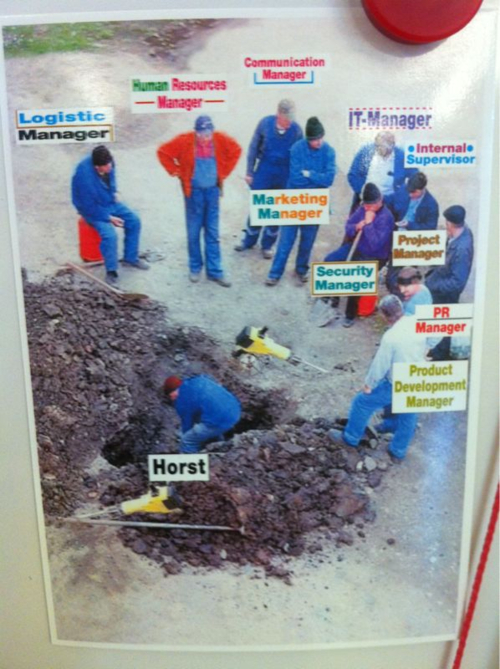 Communication
Manager
Human Resources
Manager
Logistic
Manager
IT-Manager
•Internal•
Supervisor
Marketing
Manager
Project
Manager
Security
Manager
PR
Manager
Product
Development
Manager
Horst